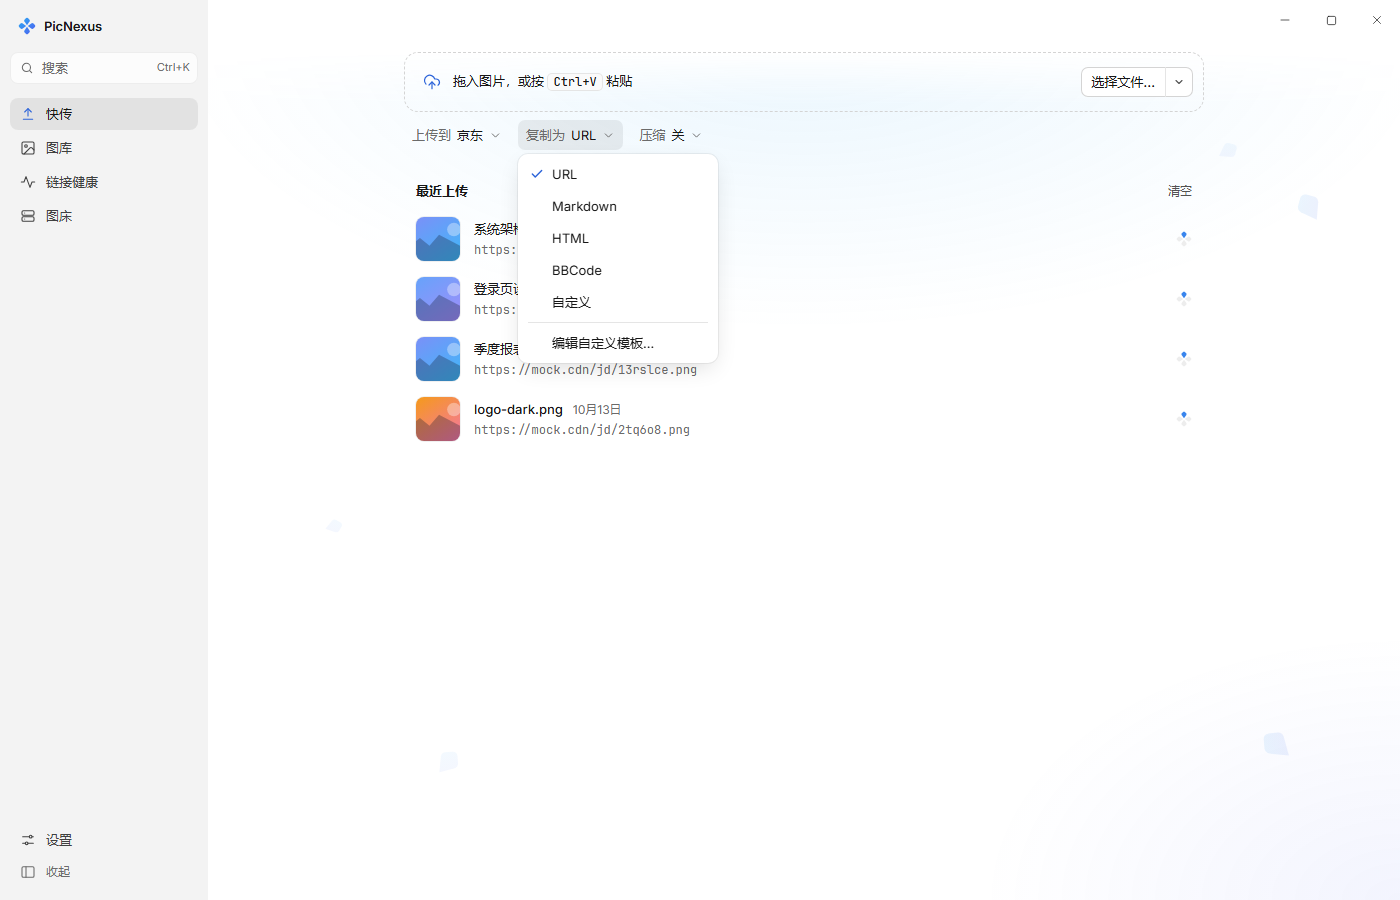 PicNexus
搜索 Ctrl+K
快传
图库
链接健康
图床
设置
收起
拖入图片，或按 Ctrl+V 粘贴
选择文件...
上传到 京东
复制为 URL
压缩 关
URL
Markdown
HTML
BBCode
自定义
编辑自定义模板...
最近上传
清空
系统架
https:
登录页
https:
季度报
https://mock.cdn/jd/13rslce.png
logo-dark.png 10月13日
https://mock.cdn/jd/2tq6o8.png